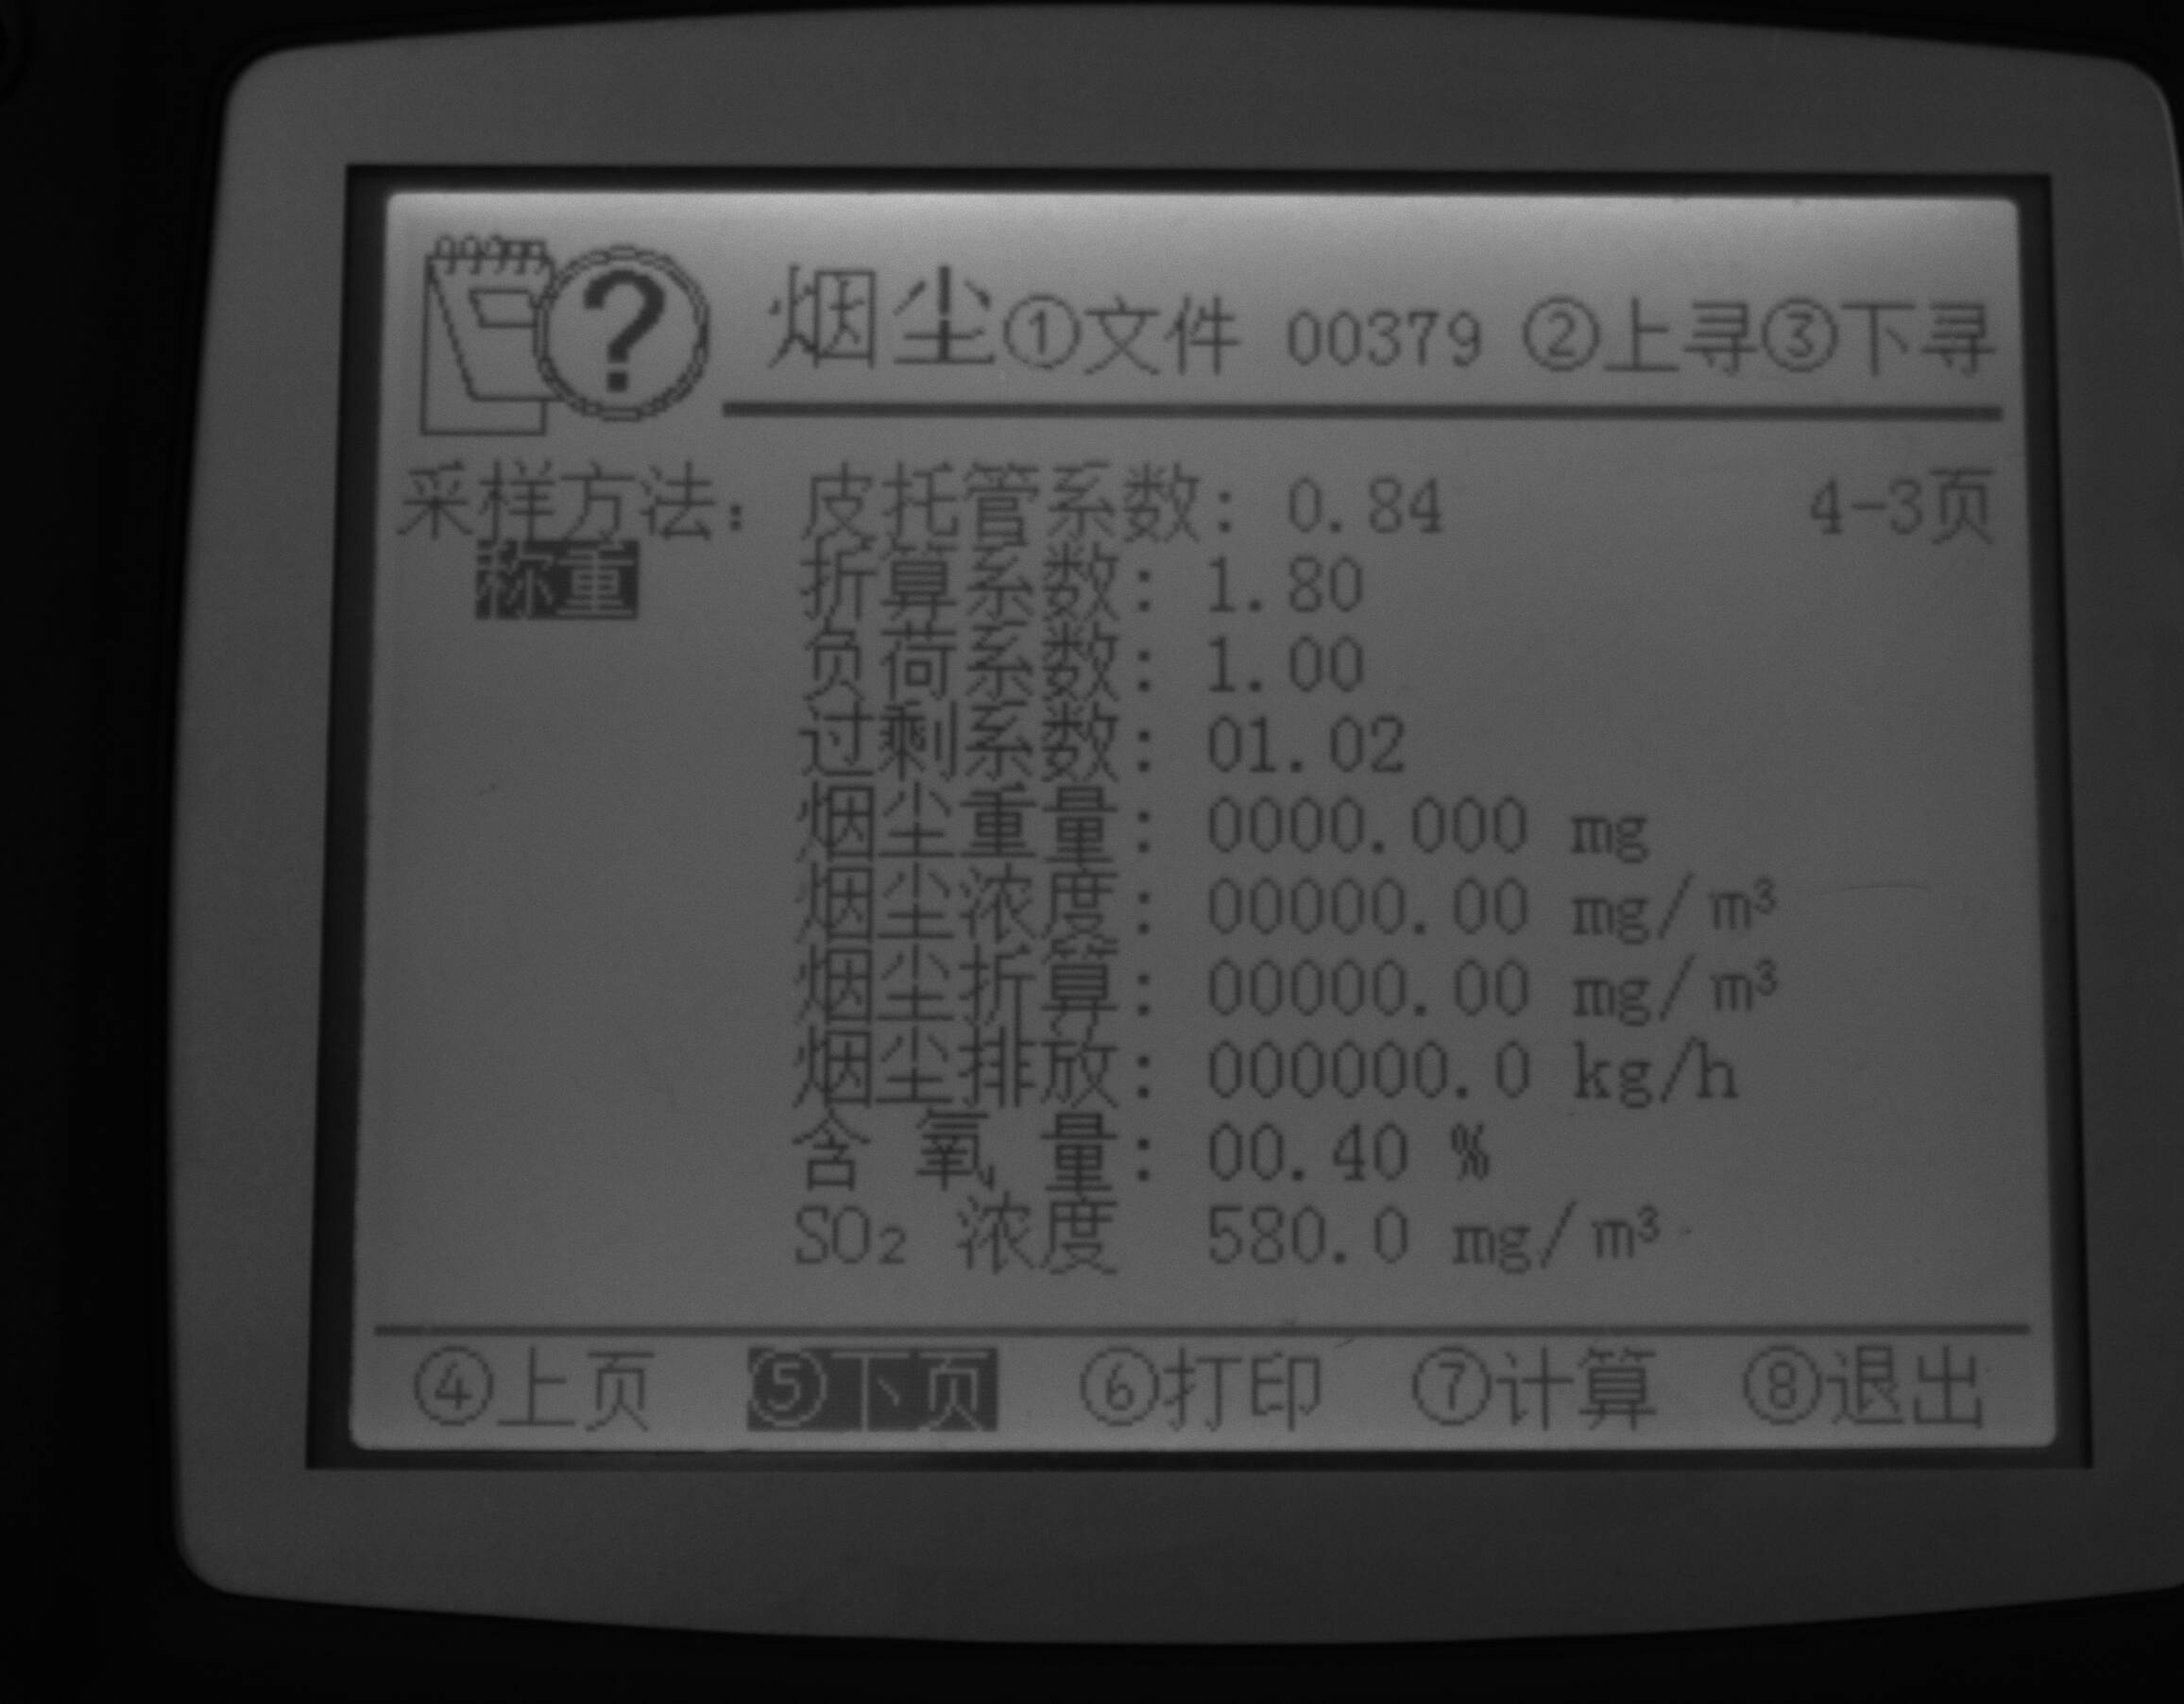 烟尘①文件 00379 ②上寻③下寻
采样方法: 皮托管系数: 0.84 4-3页
称重 折算系数: 1.80
负荷系数: 1.00
过剩系数: 01.02
烟尘重量: 0000.000 mg
烟尘浓度: 00000.00 mg/m³
烟尘折算: 00000.00 mg/m³
烟尘排放: 000000.0 kg/h
含 氧 量: 00.40 %
SO₂ 浓度 580.0 mg/m³
④上页 ⑤下页 ⑥打印 ⑦计算 ⑧退出